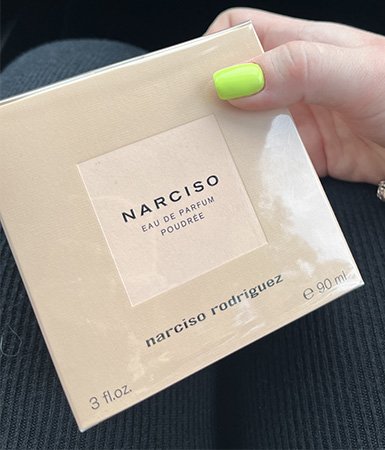 NARCISO
EAU DE PARFUM
POUDRÉE
narciso rodriguez
3 fl.oz.
℮ 90 ml